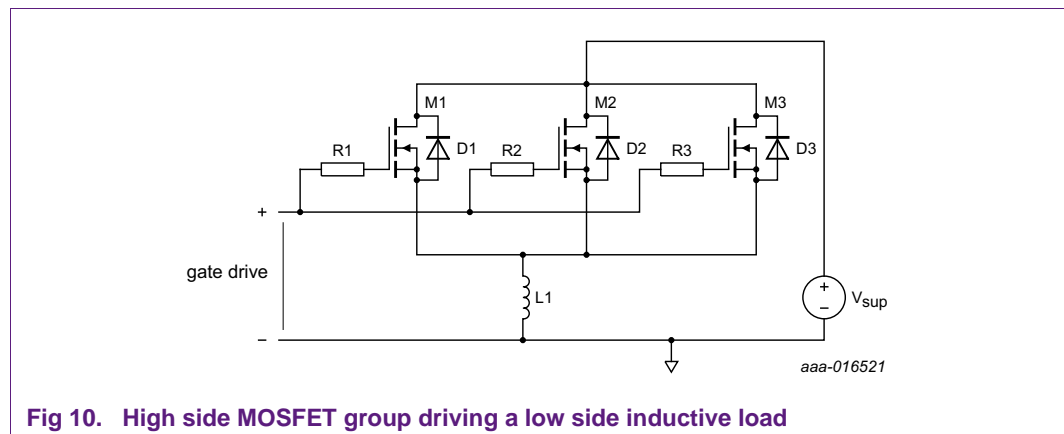 M1
M2
M3
R1
D1
R2
D2
R3
D3
+
gate drive
−
L1
+
−
Vsup
aaa-016521
Fig 10. High side MOSFET group driving a low side inductive load